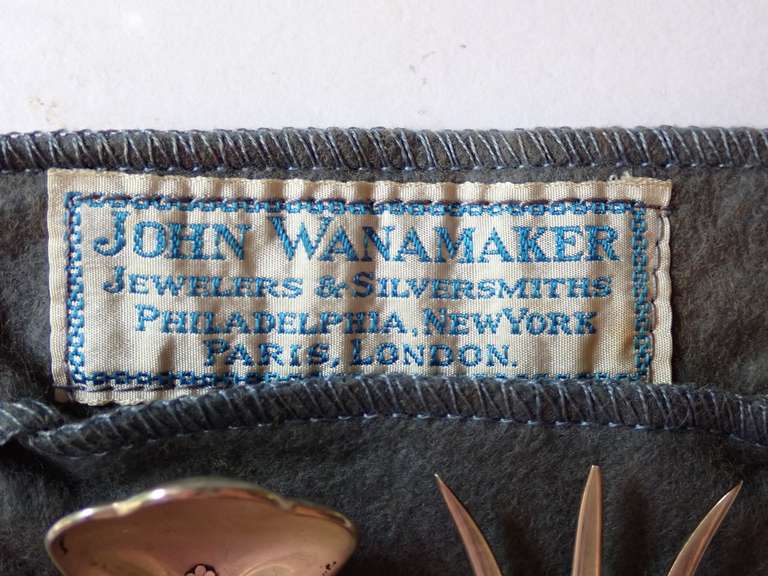 JOHN WANAMAKER
JEWELERS & SILVERSMITHS
PHILADELPHIA, NEW YORK
PARIS, LONDON.